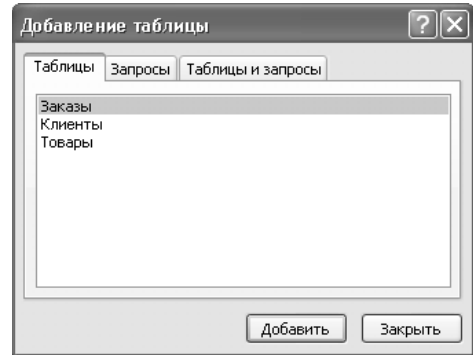 Добавление таблицы
Таблицы Запросы Таблицы и запросы
Заказы
Клиенты
Товары
Добавить Закрыть